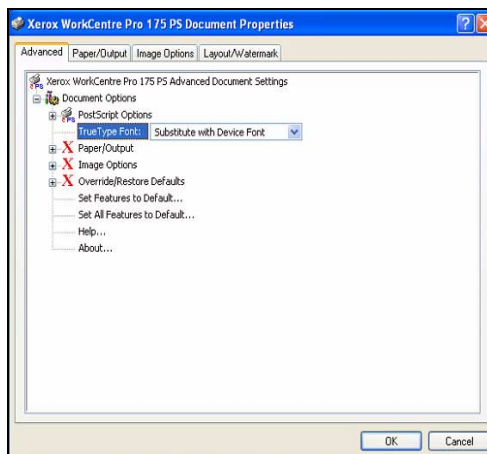 Xerox WorkCentre Pro 175 PS Document Properties
Advanced Paper/Output Image Options Layout/Watermark
Xerox WorkCentre Pro 175 PS Advanced Document Settings
Document Options
PostScript Options
TrueType Font: Substitute with Device Font
Paper/Output
Image Options
Override/Restore Defaults
Set Features to Default...
Set All Features to Default...
Help...
About...
OK Cancel